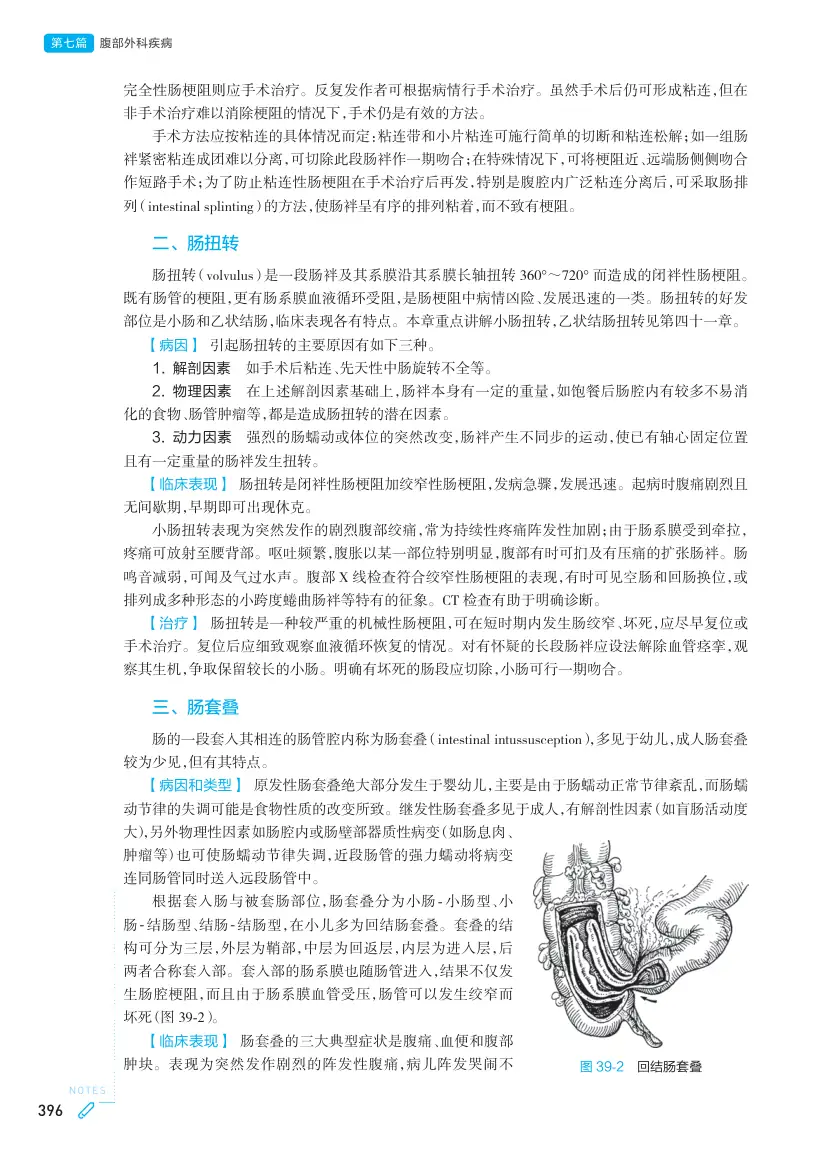 第七篇 腹部外科疾病
完全性肠梗阻则应手术治疗。反复发作者可根据病情行手术治疗。虽然手术后仍可形成粘连,但在
非手术治疗难以消除梗阻的情况下,手术仍是有效的方法。
手术方法应按粘连的具体情况而定:粘连带和小片粘连可施行简单的切断和粘连松解;如一组肠
袢紧密粘连成团难以分离,可切除此段肠袢作一期吻合;在特殊情况下,可将梗阻近、远端肠侧侧吻合
作短路手术;为了防止粘连性肠梗阻在手术治疗后再发,特别是腹腔内广泛粘连分离后,可采取肠排
列(intestinal splinting)的方法,使肠袢呈有序的排列粘着,而不致有梗阻。
二、肠扭转
肠扭转(volvulus)是一段肠袢及其系膜沿其系膜长轴扭转 360°～720° 而造成的闭袢性肠梗阻。
既有肠管的梗阻,更有肠系膜血液循环受阻,是肠梗阻中病情凶险、发展迅速的一类。肠扭转的好发
部位是小肠和乙状结肠,临床表现各有特点。本章重点讲解小肠扭转,乙状结肠扭转见第四十一章。
【病因】 引起肠扭转的主要原因有如下三种。
1. 解剖因素 如手术后粘连、先天性中肠旋转不全等。
2. 物理因素 在上述解剖因素基础上,肠袢本身有一定的重量,如饱餐后肠腔内有较多不易消
化的食物、肠管肿瘤等,都是造成肠扭转的潜在因素。
3. 动力因素 强烈的肠蠕动或体位的突然改变,肠袢产生不同步的运动,使已有轴心固定位置
且有一定重量的肠袢发生扭转。
【临床表现】 肠扭转是闭袢性肠梗阻加绞窄性肠梗阻,发病急骤,发展迅速。起病时腹痛剧烈且
无间歇期,早期即可出现休克。
小肠扭转表现为突然发作的剧烈腹部绞痛,常为持续性疼痛阵发性加剧;由于肠系膜受到牵拉,
疼痛可放射至腰背部。呕吐频繁,腹胀以某一部位特别明显,腹部有时可扪及有压痛的扩张肠袢。肠
鸣音减弱,可闻及气过水声。腹部 X 线检查符合绞窄性肠梗阻的表现,有时可见空肠和回肠换位,或
排列成多种形态的小跨度蜷曲肠袢等特有的征象。CT 检查有助于明确诊断。
【治疗】 肠扭转是一种较严重的机械性肠梗阻,可在短时期内发生肠绞窄、坏死,应尽早复位或
手术治疗。复位后应细致观察血液循环恢复的情况。对有怀疑的长段肠袢应设法解除血管痉挛,观
察其生机,争取保留较长的小肠。明确有坏死的肠段应切除,小肠可行一期吻合。
三、肠套叠
肠的一段套入其相连的肠管腔内称为肠套叠(intestinal intussusception),多见于幼儿,成人肠套叠
较为少见,但有其特点。
【病因和类型】 原发性肠套叠绝大部分发生于婴幼儿,主要是由于肠蠕动正常节律紊乱,而肠蠕
动节律的失调可能是食物性质的改变所致。继发性肠套叠多见于成人,有解剖性因素(如盲肠活动度
大),另外物理性因素如肠腔内或肠壁部器质性病变(如肠息肉、
肿瘤等)也可使肠蠕动节律失调,近段肠管的强力蠕动将病变
连同肠管同时送入远段肠管中。
根据套入肠与被套肠部位,肠套叠分为小肠-小肠型、小
肠-结肠型、结肠-结肠型,在小儿多为回结肠套叠。套叠的结
构可分为三层,外层为鞘部,中层为回返层,内层为进入层,后
两者合称套入部。套入部的肠系膜也随肠管进入,结果不仅发
生肠腔梗阻,而且由于肠系膜血管受压,肠管可以发生绞窄而
坏死(图 39-2)。
【临床表现】 肠套叠的三大典型症状是腹痛、血便和腹部
肿块。表现为突然发作剧烈的阵发性腹痛,病儿阵发哭闹不
图 39-2 回结肠套叠
NOTES
396